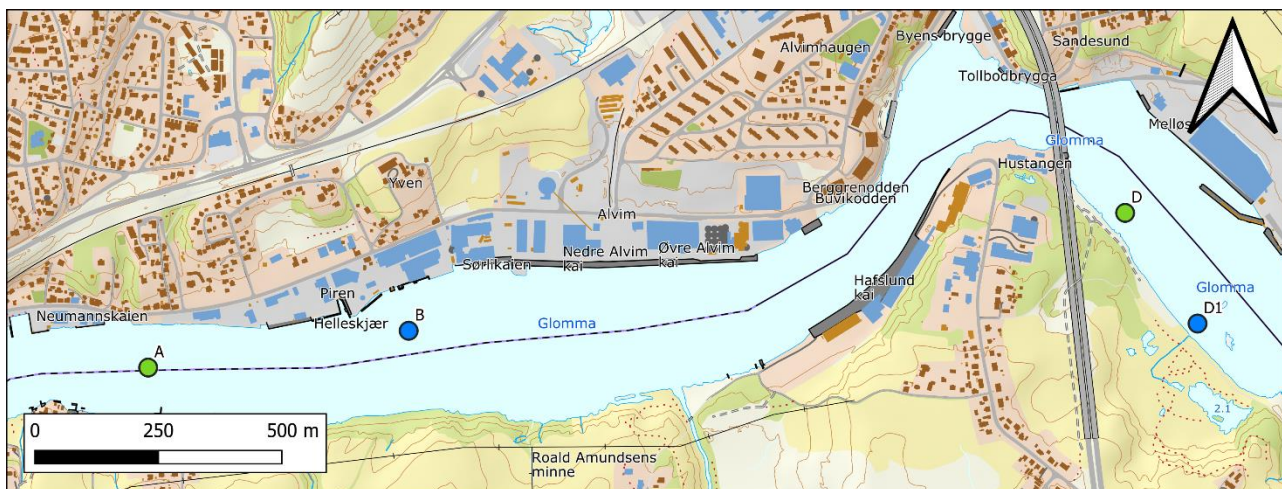 Byens brygge
Sandesund
Alvimhaugen
Tollbodbrygga
Melløs
Glomma
Hustangen
Yven
Berggrenodden
Buvikodden
D
Alvim
Nedre Alvim
kai
Øvre Alvim
kai
Sørlikaien
Hafslund
kai
Glomma
D1
Piren
Neumannskaien
Helleskjær
B
Glomma
A
2.1
0 250 500 m
Roald Amundsens
minne